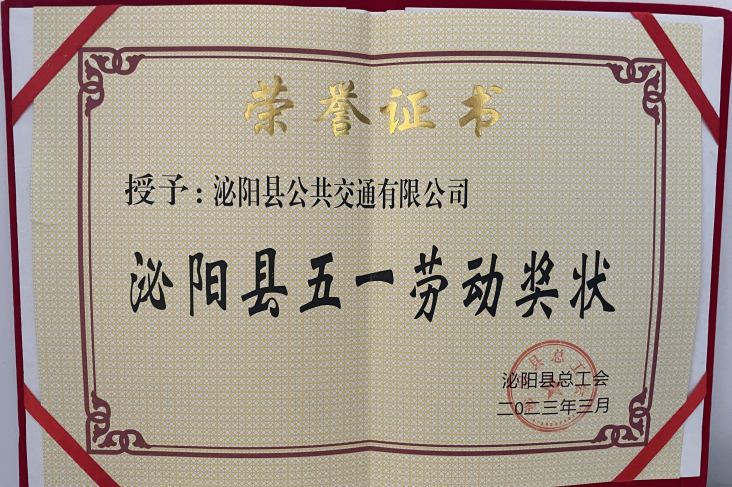 荣誉证书
授予：泌阳县公共交通有限公司
泌阳县五一劳动奖状
泌阳县总工会
二〇二三年三月